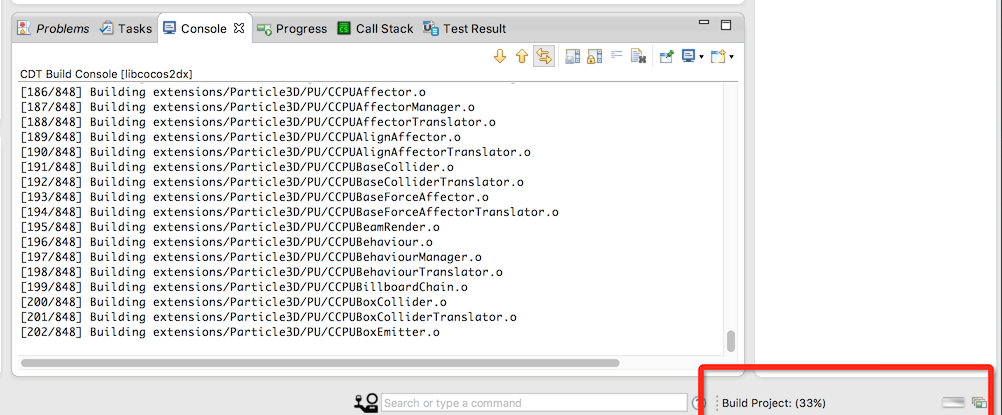 Problems Tasks Console Progress Call Stack Test Result
CDT Build Console [libcocos2dx]
[186/848] Building extensions/Particle3D/PU/CCPUAffector.o
[187/848] Building extensions/Particle3D/PU/CCPUAffectorManager.o
[188/848] Building extensions/Particle3D/PU/CCPUAffectorTranslator.o
[189/848] Building extensions/Particle3D/PU/CCPUAlignAffector.o
[190/848] Building extensions/Particle3D/PU/CCPUAlignAffectorTranslator.o
[191/848] Building extensions/Particle3D/PU/CCPUBaseCollider.o
[192/848] Building extensions/Particle3D/PU/CCPUBaseColliderTranslator.o
[193/848] Building extensions/Particle3D/PU/CCPUBaseForceAffector.o
[194/848] Building extensions/Particle3D/PU/CCPUBaseForceAffectorTranslator.o
[195/848] Building extensions/Particle3D/PU/CCPUBeamRender.o
[196/848] Building extensions/Particle3D/PU/CCPUBehaviour.o
[197/848] Building extensions/Particle3D/PU/CCPUBehaviourManager.o
[198/848] Building extensions/Particle3D/PU/CCPUBehaviourTranslator.o
[199/848] Building extensions/Particle3D/PU/CCPUBillboardChain.o
[200/848] Building extensions/Particle3D/PU/CCPUBoxCollider.o
[201/848] Building extensions/Particle3D/PU/CCPUBoxColliderTranslator.o
[202/848] Building extensions/Particle3D/PU/CCPUBoxEmitter.o
Search or type a command ? Build Project: (33%)